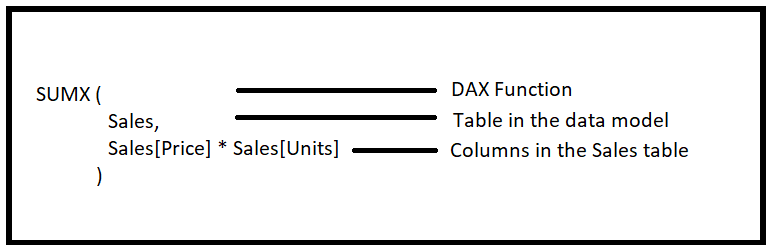 SUMX ( DAX Function
Sales, Table in the data model
Sales[Price] * Sales[Units] Columns in the Sales table
)